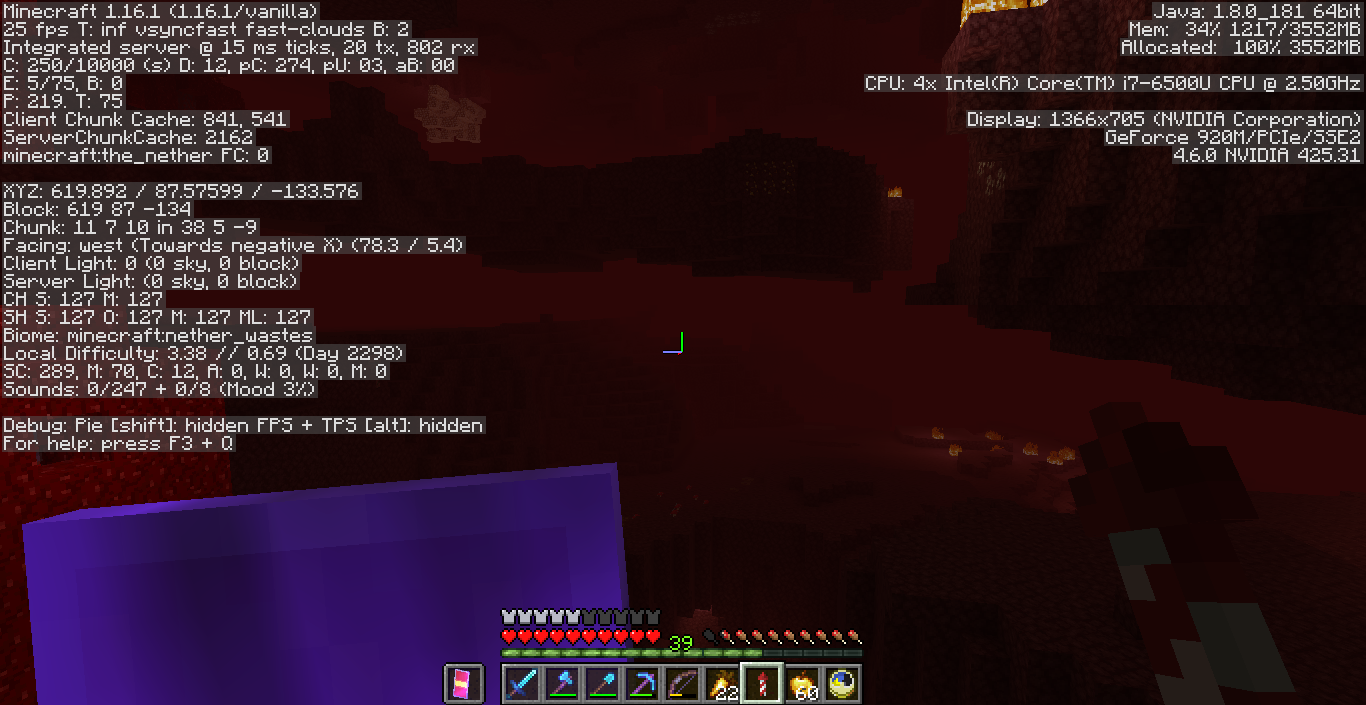 Minecraft 1.16.1 (1.16.1/vanilla)
25 fps T: inf vsyncfast fast-clouds B: 2
Integrated server @ 15 ms ticks, 20 tx, 802 rx
C: 250/10000 (s) D: 12, pC: 274, pU: 03, aB: 00
E: 5/75, B: 0
P: 219. T: 75
Client Chunk Cache: 841, 541
ServerChunkCache: 2162
minecraft:the_nether FC: 0
XYZ: 619.892 / 87.57599 / -133.576
Block: 619 87 -134
Chunk: 11 7 10 in 38 5 -9
Facing: west (Towards negative X) (78.3 / 5.4)
Client Light: 0 (0 sky, 0 block)
Server Light: (0 sky, 0 block)
CH S: 127 M: 127
SH S: 127 O: 127 M: 127 ML: 127
Biome: minecraft:nether_wastes
Local Difficulty: 3.38 // 0.69 (Day 2298)
SC: 289, M: 70, C: 12, A: 0, W: 0, W: 0, M: 0
Sounds: 0/247 + 0/8 (Mood 3%)
Debug: Pie [shift]: hidden FPS + TPS [alt]: hidden
For help: press F3 + Q
Java: 1.8.0_181 64bit
Mem: 34% 1217/3552MB
Allocated: 100% 3552MB
CPU: 4x Intel(R) Core(TM) i7-6500U CPU @ 2.50GHz
Display: 1366x705 (NVIDIA Corporation)
GeForce 920M/PCIe/SSE2
4.6.0 NVIDIA 425.31
39
22
60